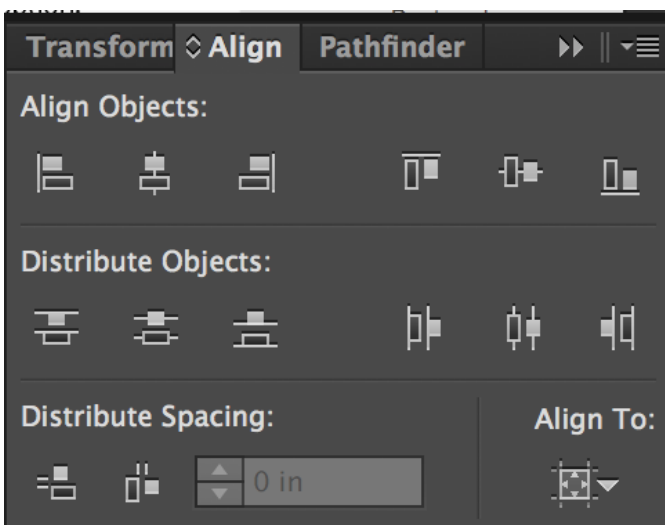 Transform Align Pathfinder
Align Objects:
Distribute Objects:
Distribute Spacing: Align To:
0 in